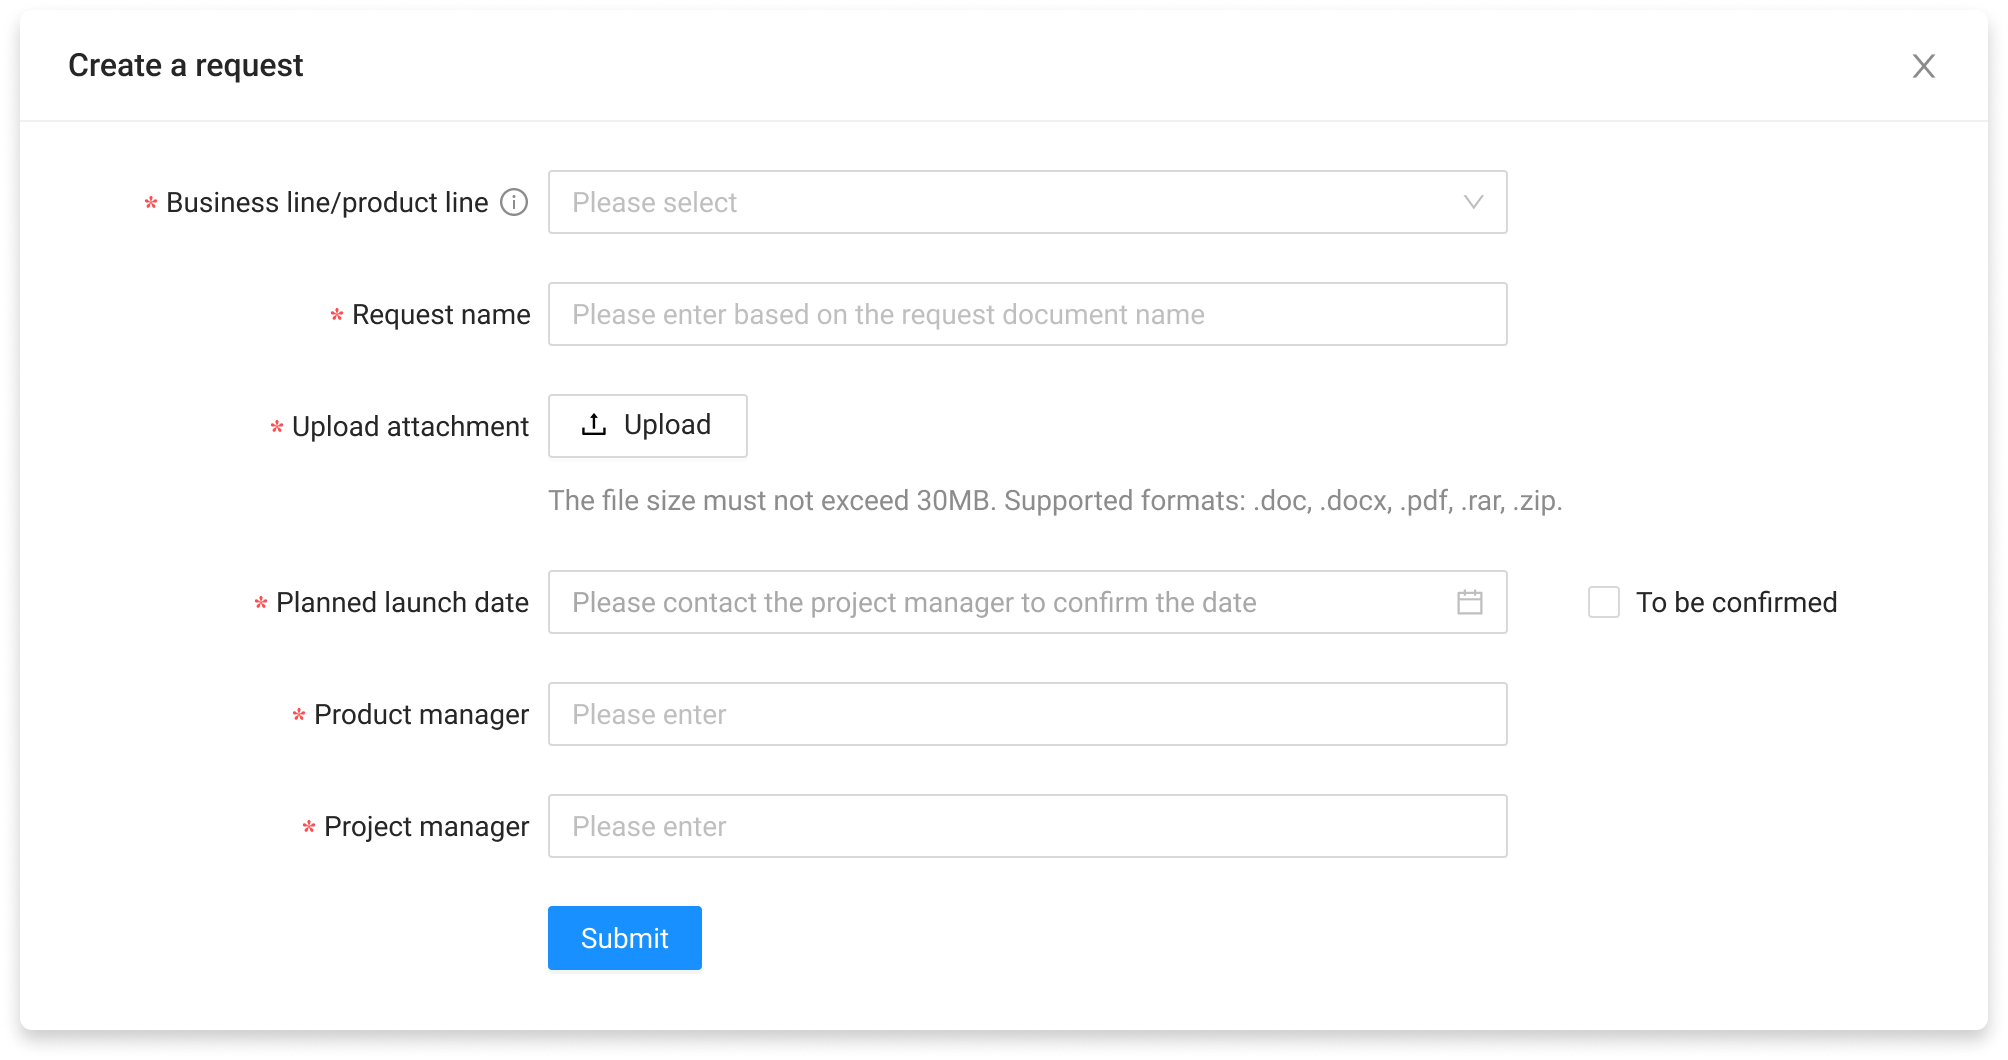 Create a request
* Business line/product line
Please select
* Request name
Please enter based on the request document name
* Upload attachment
Upload
The file size must not exceed 30MB. Supported formats: .doc, .docx, .pdf, .rar, .zip.
* Planned launch date
Please contact the project manager to confirm the date
To be confirmed
* Product manager
Please enter
* Project manager
Please enter
Submit